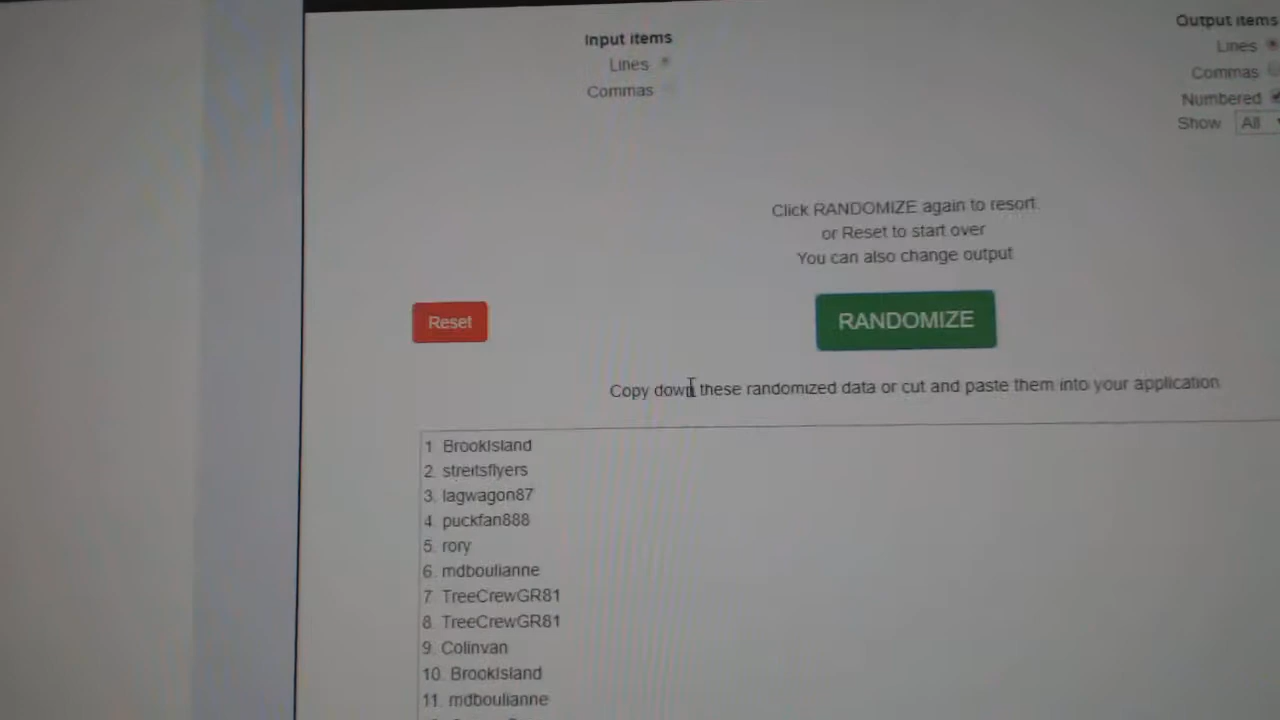 Input items
Lines
Commas
Output items
Lines
Commas
Numbered
Show All
Click RANDOMIZE again to resort.
or Reset to start over
You can also change output
Reset
RANDOMIZE
Copy down these randomized data or cut and paste them into your application
1 BrookIsland
2. streitsflyers
3. lagwagon87
4. puckfan888
5. rory
6. mdboulianne
7 TreeCrewGR81
8. TreeCrewGR81
9. Colinvan
10. BrookIsland
11. mdboulianne